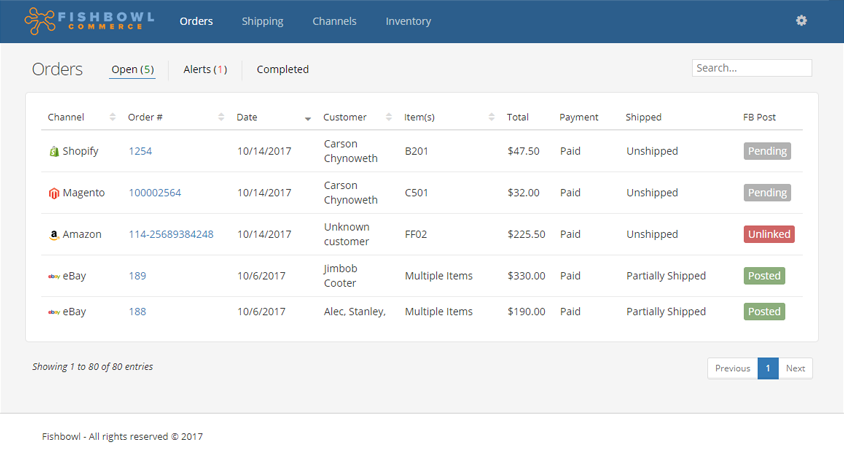 FISHBOWL COMMERCE Orders Shipping Channels Inventory
Orders Open (5) Alerts (1) Completed Search...
Channel Order # Date Customer Item(s) Total Payment Shipped FB Post
Shopify 1254 10/14/2017 Carson Chynoweth B201 $47.50 Paid Unshipped Pending
Magento 100002564 10/14/2017 Carson Chynoweth C501 $32.00 Paid Unshipped Pending
a Amazon 114-25689384248 10/14/2017 Unknown customer FF02 $225.50 Paid Unshipped Unlinked
ebay eBay 189 10/6/2017 Jimbob Cooter Multiple Items $330.00 Paid Partially Shipped Posted
ebay eBay 188 10/6/2017 Alec, Stanley, Multiple Items $190.00 Paid Partially Shipped Posted
Showing 1 to 80 of 80 entries Previous 1 Next
Fishbowl - All rights reserved © 2017